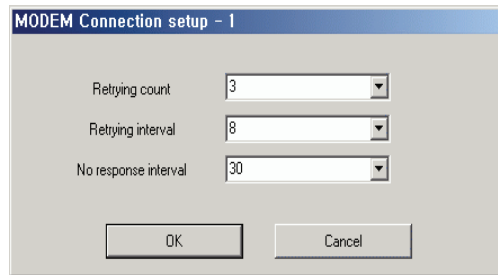 MODEM Connection setup - 1
Retrying count 3
Retrying interval 8
No response interval 30
OK Cancel